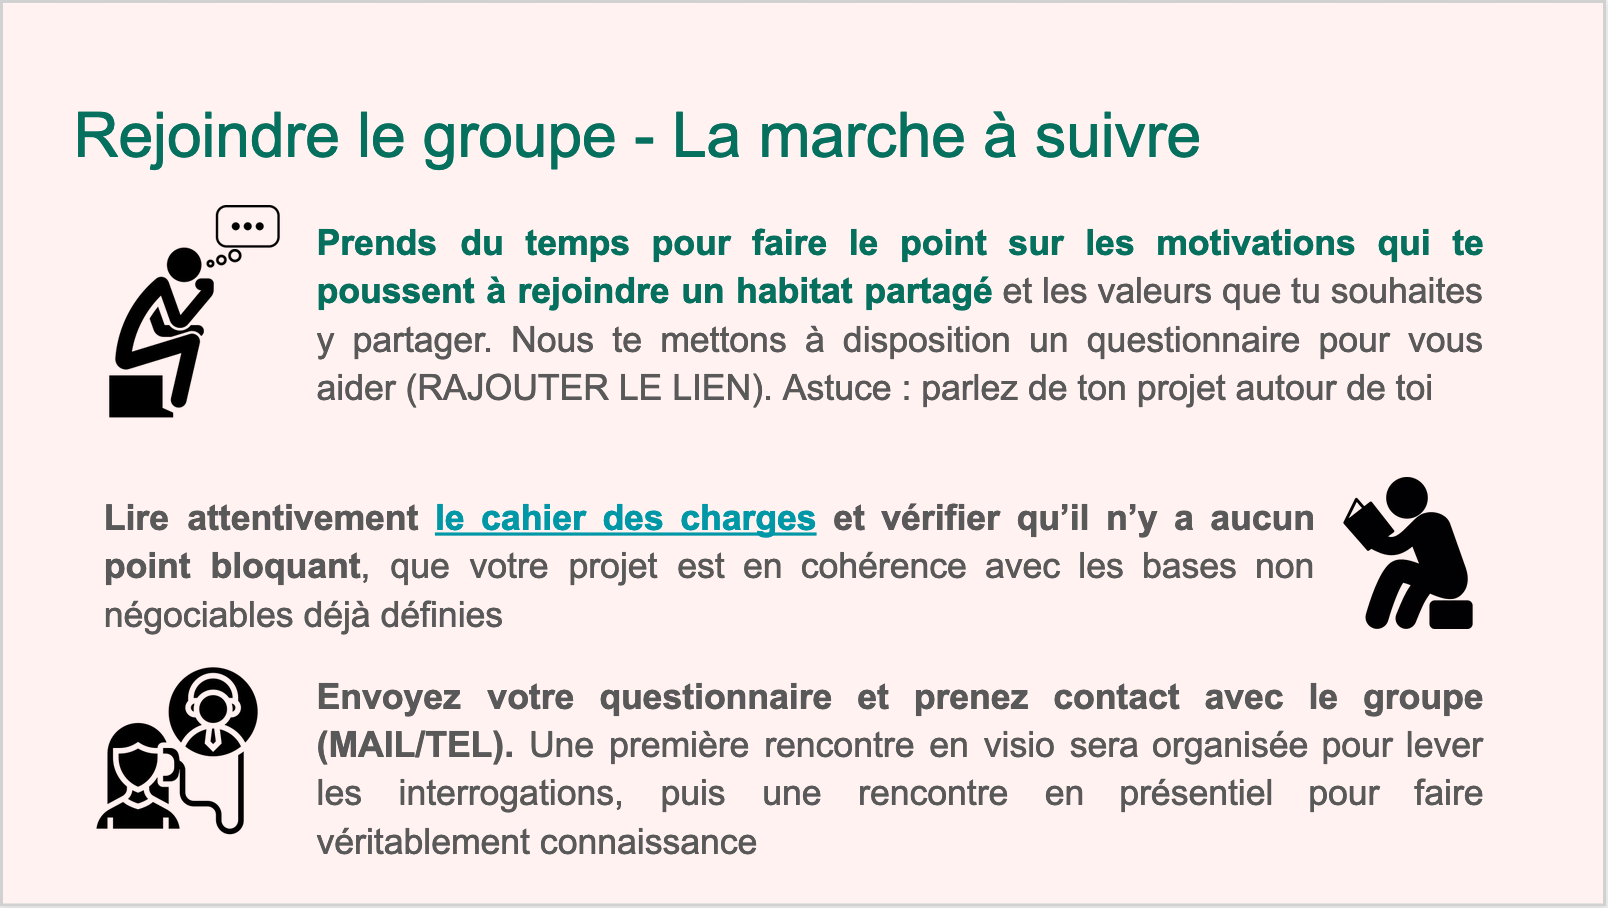 Rejoindre le groupe - La marche à suivre
Prends du temps pour faire le point sur les motivations qui te
poussent à rejoindre un habitat partagé et les valeurs que tu souhaites
y partager. Nous te mettons à disposition un questionnaire pour vous
aider (RAJOUTER LE LIEN). Astuce : parlez de ton projet autour de toi
Lire attentivement le cahier des charges et vérifier qu’il n’y a aucun
point bloquant, que votre projet est en cohérence avec les bases non
négociables déjà définies
Envoyez votre questionnaire et prenez contact avec le groupe
(MAIL/TEL). Une première rencontre en visio sera organisée pour lever
les interrogations, puis une rencontre en présentiel pour faire
véritablement connaissance